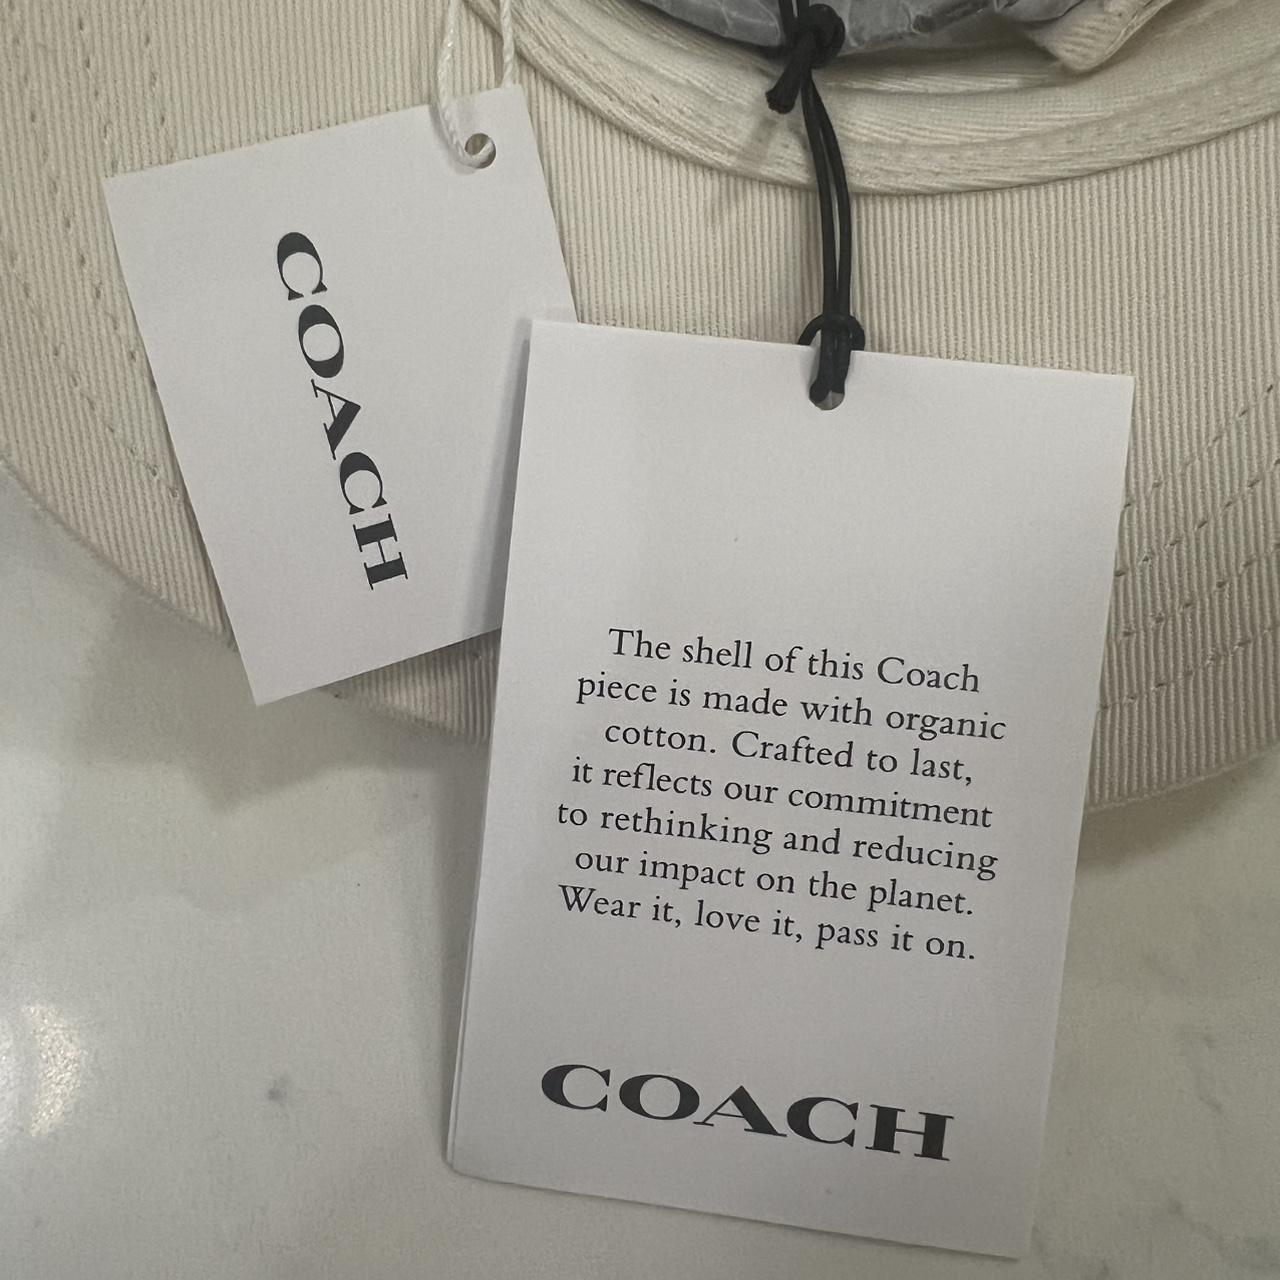 COACH
The shell of this Coach
piece is made with organic
cotton. Crafted to last,
it reflects our commitment
to rethinking and reducing
our impact on the planet.
Wear it, love it, pass it on.
COACH